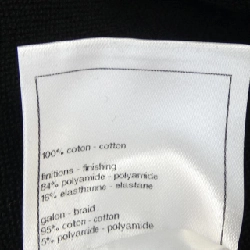 100% coton - cotton
finitions - finishing
84% polyamide - polyamide
16% elasthanne - elastane
galon - braid
95% coton - cotton
5% polyamide - polyamide